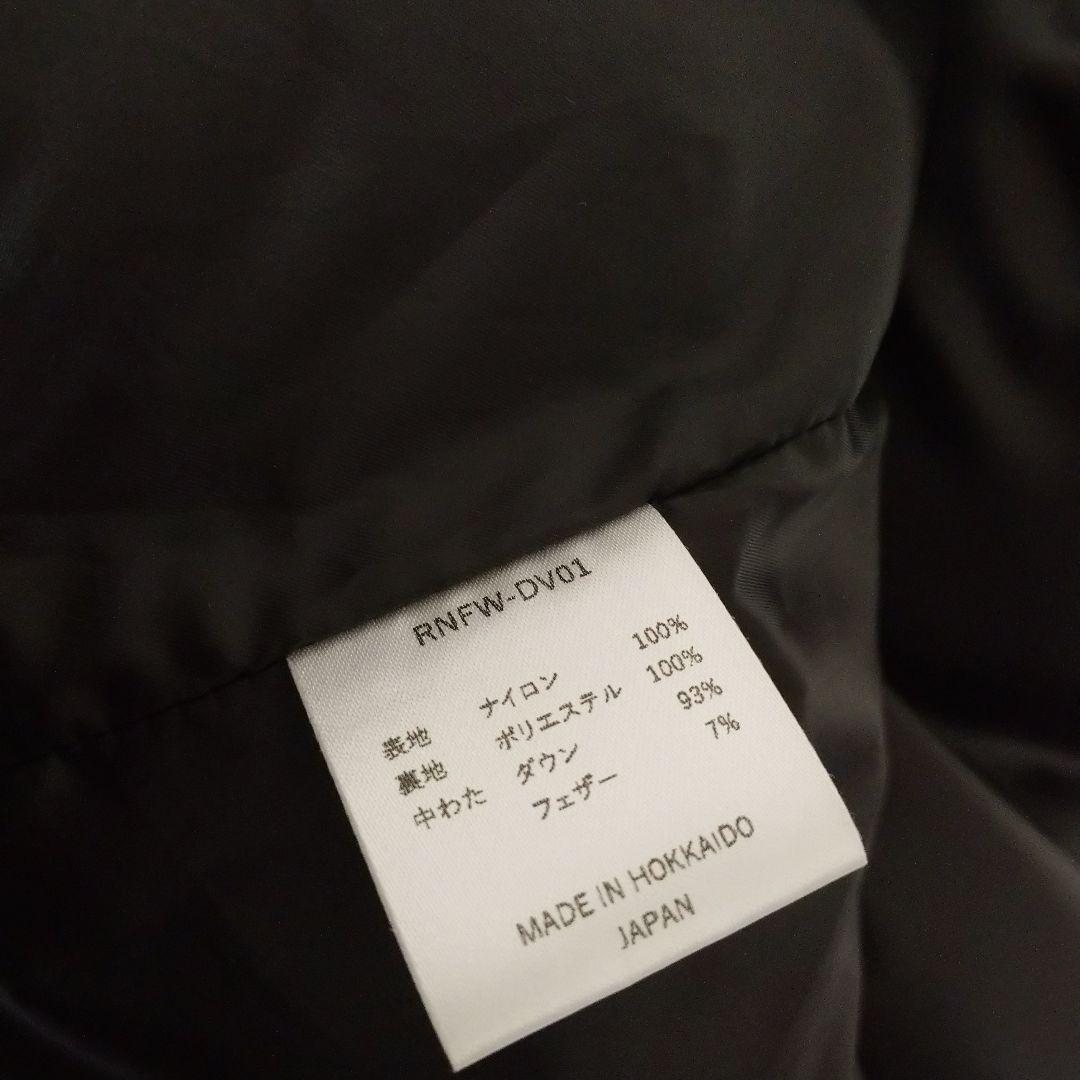 RNFW-DV01
表地 ナイロン 100%
裏地 ポリエステル 100%
中わた ダウン 93%
フェザー 7%
MADE IN HOKKAIDO
JAPAN